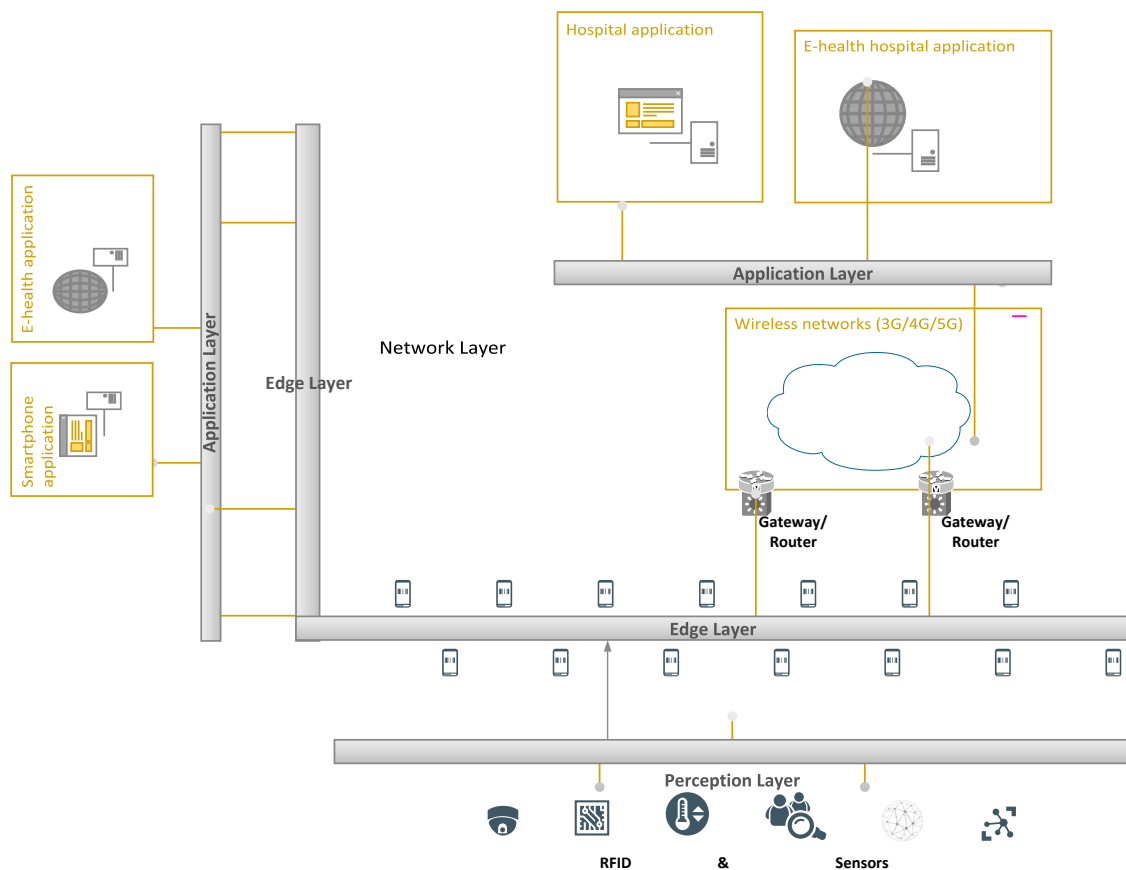 Hospital application
E-health hospital application
E-health application
Application Layer
Application Layer
Wireless networks (3G/4G/5G)
Network Layer
Edge Layer
Smartphone
application
Gateway/
Router
Gateway/
Router
Edge Layer
Perception Layer
RFID & Sensors